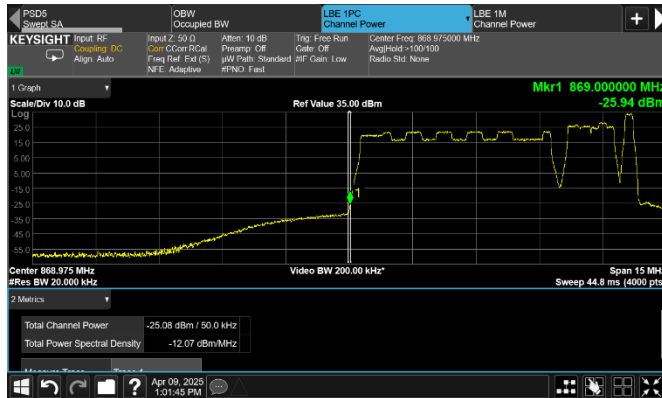 PSD5
Swept SA
OBW
Occupied BW
LBE 1PC
Channel Power
LBE 1M
Channel Power
KEYSIGHT
Input: RF
Coupling: DC
Align: Auto
Input Z: 50 Ω
Corr CCorr RCal
Freq Ref: Ext (S)
NFE: Adaptive
Atten: 10 dB
Preamp: Off
µW Path: Standard
#PNO: Fast
Trig: Free Run
Gate: Off
#IF Gain: Low
Center Freq: 868.975000 MHz
Avg|Hold:>100/100
Radio Std: None
1 Graph
Mkr1 869.000000 MHz
Scale/Div 10.0 dB
Ref Value 35.00 dBm
-25.94 dBm
Log
25.0
15.0
5.00
-5.00
-15.0
-25.0
-35.0
-45.0
-55.0
1
Center 868.975 MHz
Video BW 200.00 kHz*
Span 15 MH
#Res BW 20.000 kHz
Sweep 44.8 ms (4000 pts
2 Metrics
Total Channel Power
-25.08 dBm / 50.0 kHz
Total Power Spectral Density
-12.07 dBm/MHz
Apr 09, 2025
1:01:45 PM